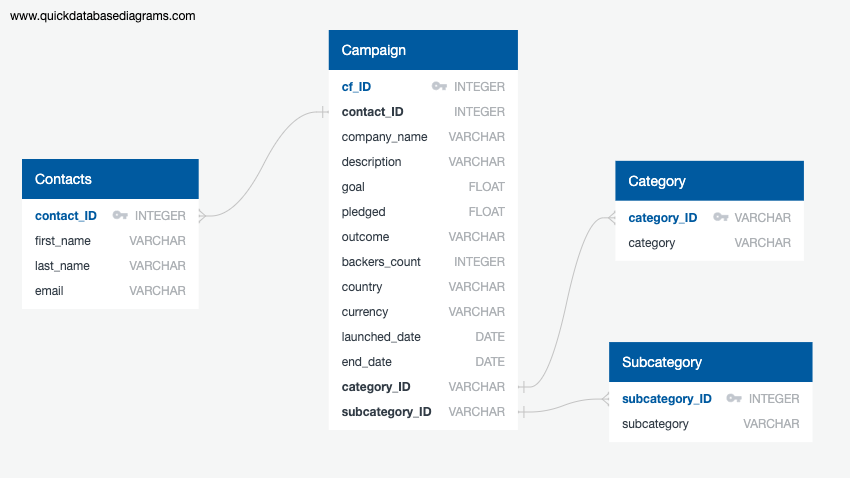 www.quickdatabasediagrams.com
Campaign
cf_ID INTEGER
contact_ID INTEGER
company_name VARCHAR
description VARCHAR
goal FLOAT
pledged FLOAT
outcome VARCHAR
backers_count INTEGER
country VARCHAR
currency VARCHAR
launched_date DATE
end_date DATE
category_ID VARCHAR
subcategory_ID VARCHAR
Contacts
contact_ID INTEGER
first_name VARCHAR
last_name VARCHAR
email VARCHAR
Category
category_ID VARCHAR
category VARCHAR
Subcategory
subcategory_ID INTEGER
subcategory VARCHAR